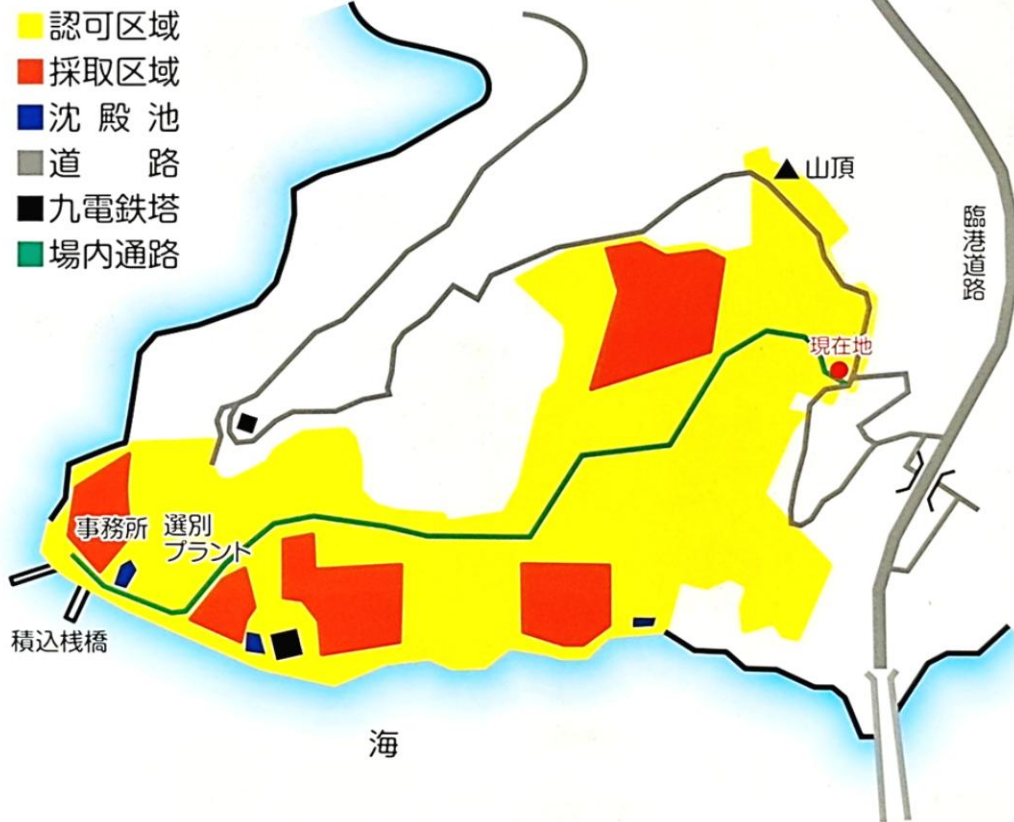 認可区域
採取区域
沈殿池
道路
九電鉄塔
場内通路
山頂
臨港道路
現在地
事務所
選別
プラント
積込桟橋
海